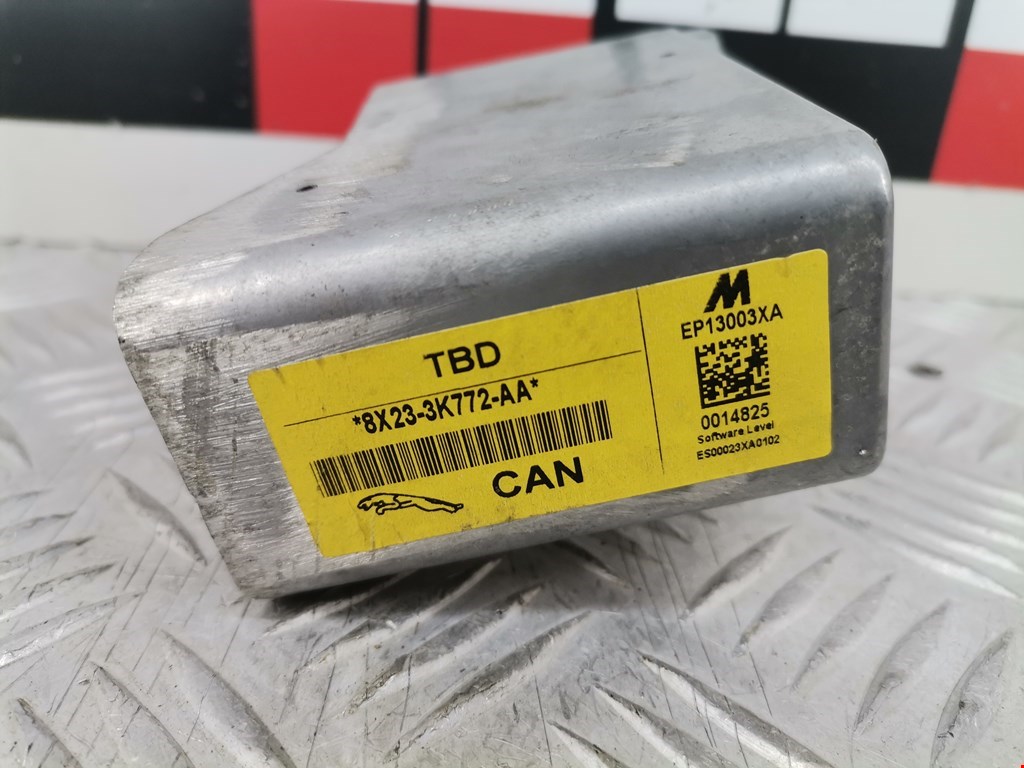 TBD
*8X23-3K772-AA*
CAN
M
EP13003XA
0014825
Software Level
ES00023XA0102